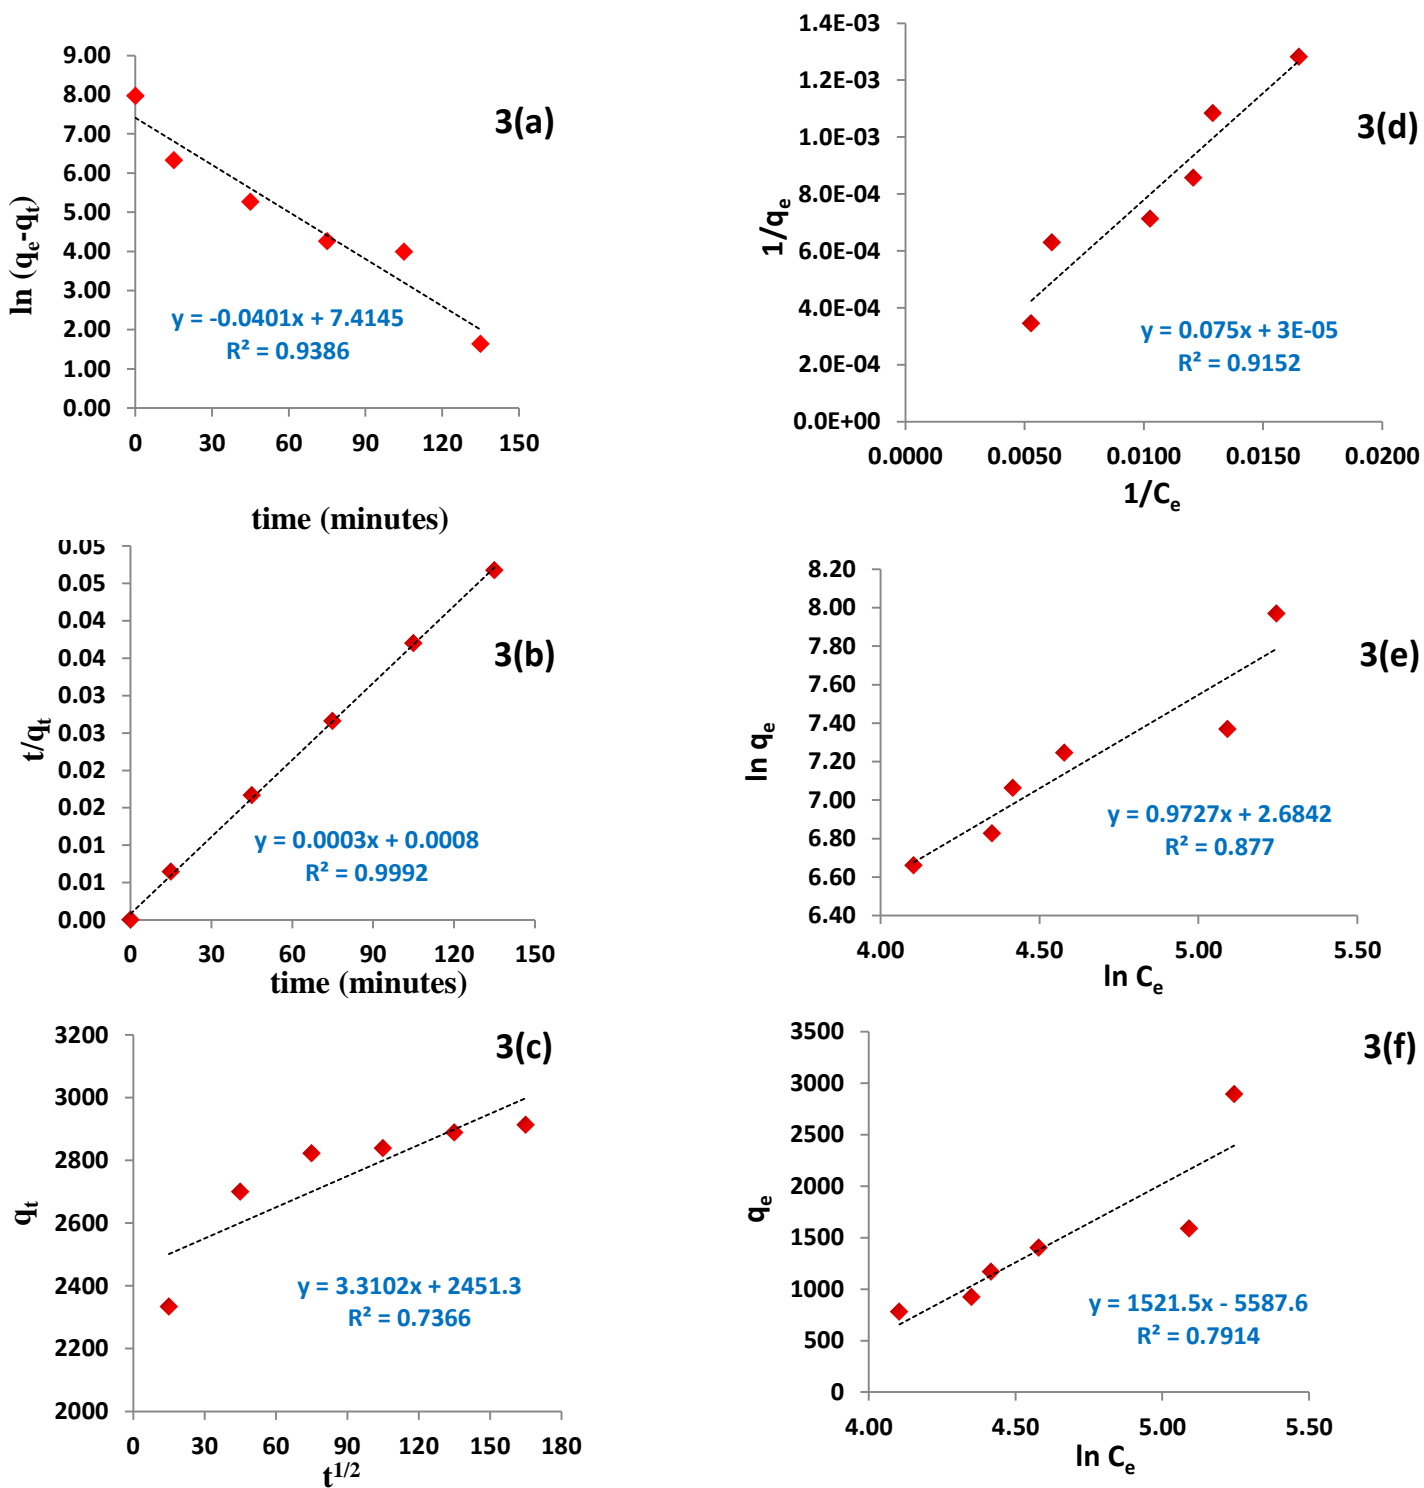 3(a)
ln (qe-qt)
9.00
8.00
7.00
6.00
5.00
4.00
3.00
2.00
1.00
0.00
y = -0.0401x + 7.4145
R² = 0.9386
0 30 60 90 120 150
time (minutes)
3(b)
t/qt
0.05
0.05
0.04
0.04
0.03
0.03
0.02
0.02
0.01
0.01
0.00
y = 0.0003x + 0.0008
R² = 0.9992
0 30 60 90 120 150
time (minutes)
3(c)
qt
3200
3000
2800
2600
2400
2200
2000
y = 3.3102x + 2451.3
R² = 0.7366
0 30 60 90 120 150 180
t1/2
3(d)
1/qe
1.4E-03
1.2E-03
1.0E-03
8.0E-04
6.0E-04
4.0E-04
2.0E-04
0.0E+00
y = 0.075x + 3E-05
R² = 0.9152
0.0000 0.0050 0.0100 0.0150 0.0200
1/Ce
3(e)
ln qe
8.20
8.00
7.80
7.60
7.40
7.20
7.00
6.80
6.60
6.40
y = 0.9727x + 2.6842
R² = 0.877
4.00 4.50 5.00 5.50
ln Ce
3(f)
qe
3500
3000
2500
2000
1500
1000
500
0
y = 1521.5x - 5587.6
R² = 0.7914
4.00 4.50 5.00 5.50
ln Ce